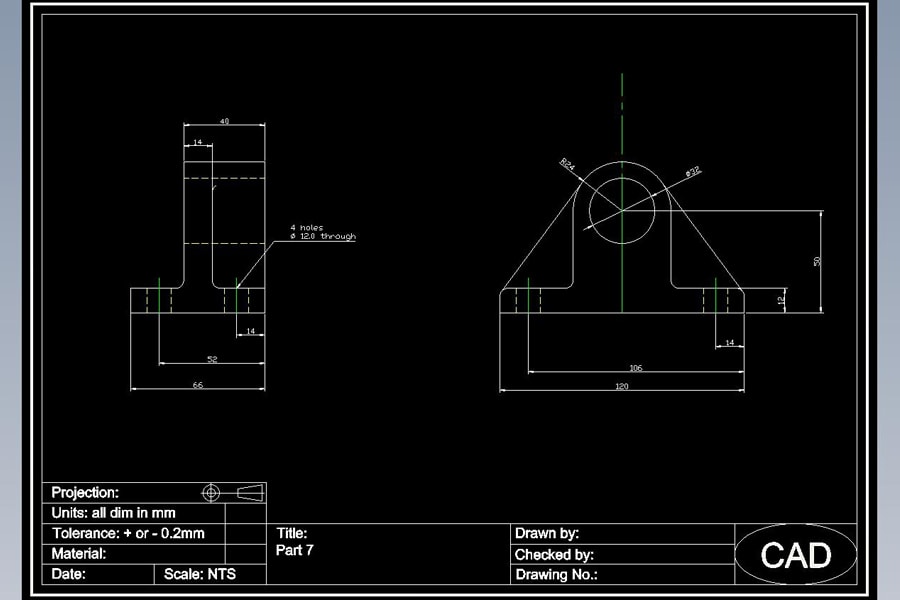 40
14
R24
ø32
4 holes
ø 12.0 through
50
12
14
14
52
106
66
120
Projection:
Units: all dim in mm
Tolerance: + or - 0.2mm
Material:
Date:
Scale: NTS
Title:
Part 7
Drawn by:
Checked by:
Drawing No.:
CAD